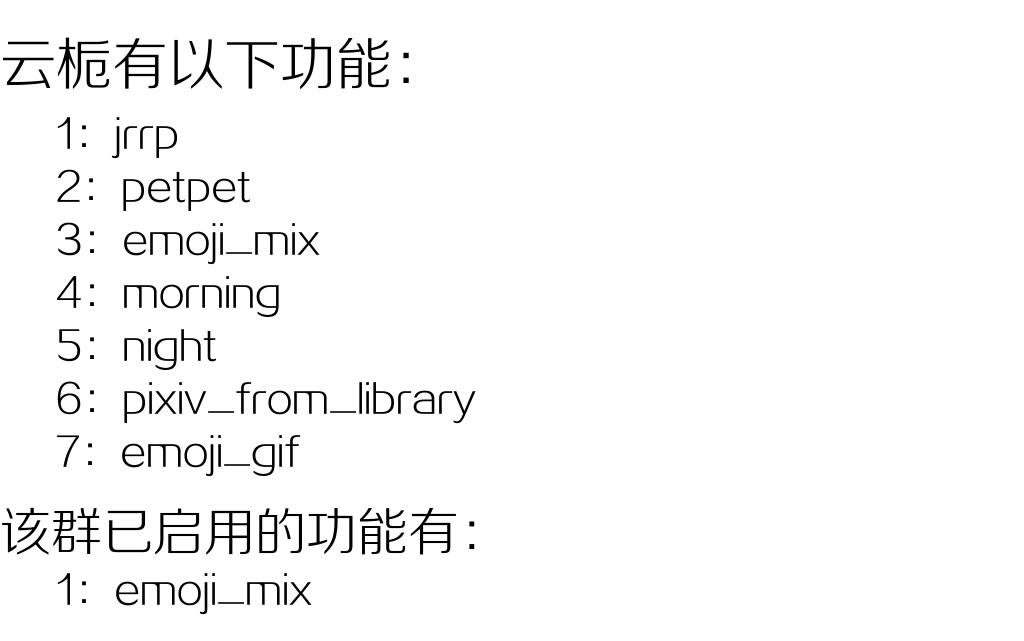 云栀有以下功能：
1：jrrp
2：petpet
3：emoji_mix
4：morning
5：night
6：pixiv_from_library
7：emoji_gif
该群已启用的功能有：
1：emoji_mix